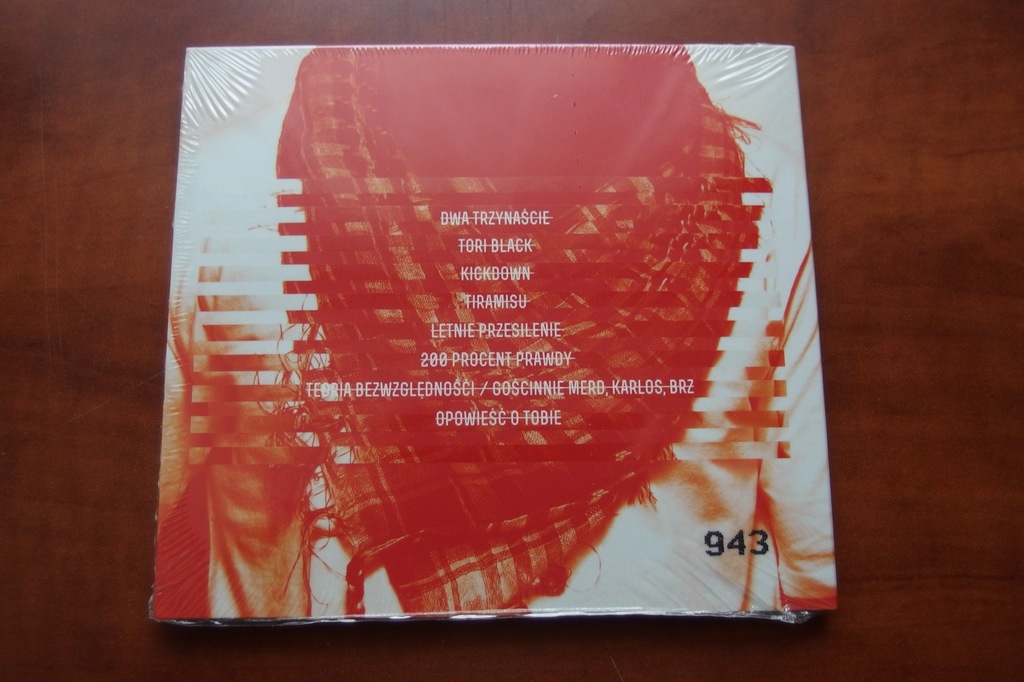 DWA TRZYNAŚCIE
TORI BLACK
KICKDOWN
TIRAMISU
LETNIE PRZESILENIE
200 PROCENT PRAWDY
TEORIA BEZWZGLĘDNOŚCI / GOŚCINNIE MERD, KARLOS, BRZ
OPOWIEŚĆ O TOBIE
943